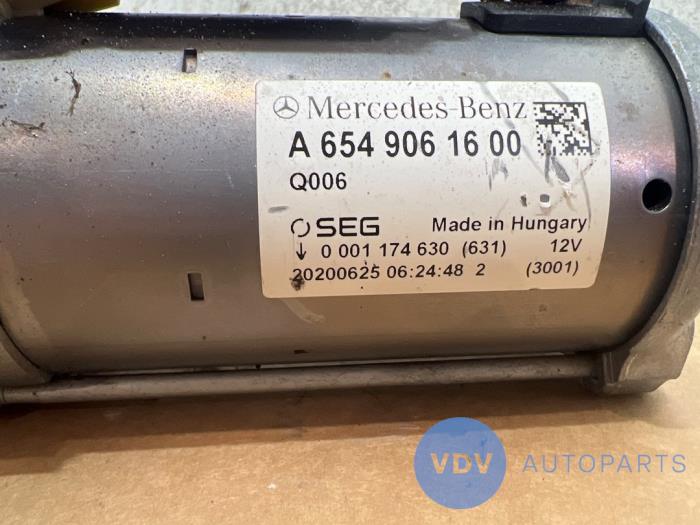 Mercedes-Benz
A 654 906 16 00
Q006
SEG Made in Hungary
↓ 0 001 174 630 (631) 12V
20200625 06:24:48 2 (3001)
VDV AUTOPARTS